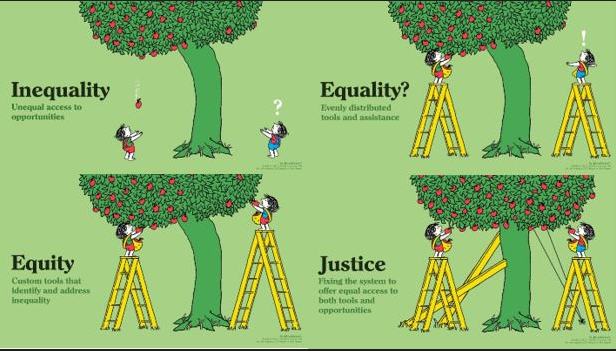 Inequality
Unequal access to
opportunities
?
Equality?
Evenly distributed
tools and assistance
!
Equity
Custom tools that
identify and address
inequality
Justice
Fixing the system to
offer equal access to
both tools and
opportunities